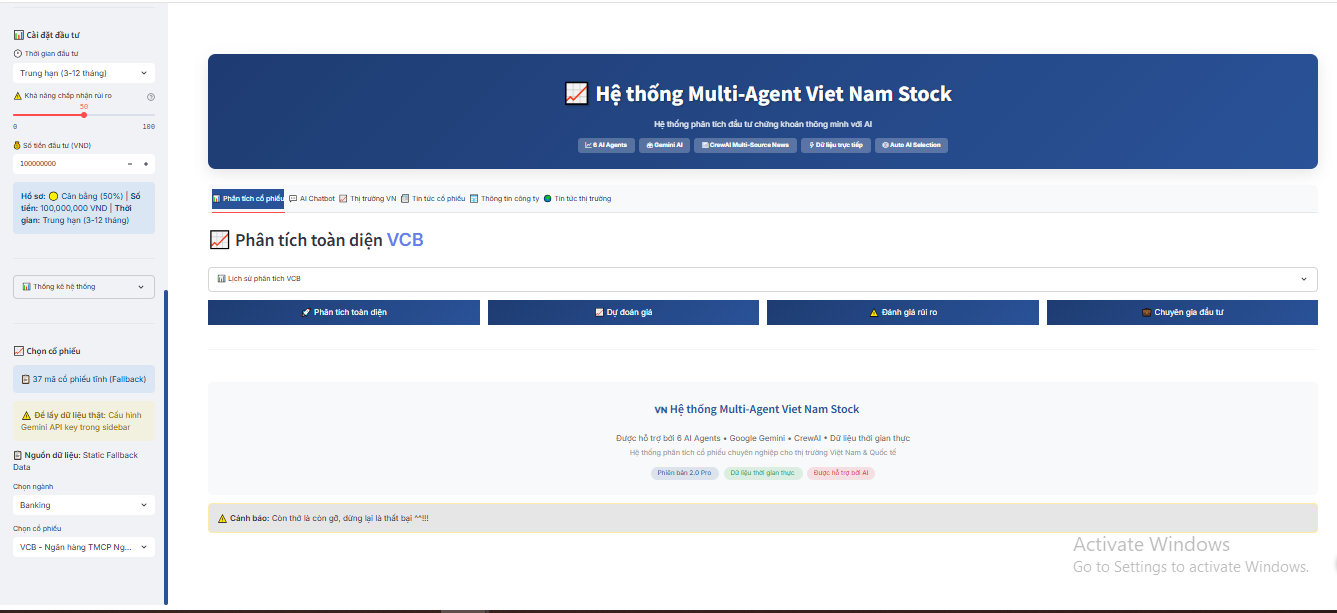 Cài đặt đầu tư
Thời gian đầu tư
Trung hạn (3-12 tháng)
Khả năng chấp nhận rủi ro
50
0 100
Số tiền đầu tư (VND)
100000000 - +
Hồ sơ: Cân bằng (50%) | Số
tiền: 100,000,000 VND | Thời
gian: Trung hạn (3-12 tháng)
Thống kê hệ thống
Chọn cổ phiếu
37 mã cổ phiếu tĩnh (Fallback)
Để lấy dữ liệu thật: Cấu hình
Gemini API key trong sidebar
Nguồn dữ liệu: Static Fallback
Data
Chọn ngành
Banking
Chọn cổ phiếu
VCB - Ngân hàng TMCP Ng...
Hệ thống Multi-Agent Viet Nam Stock
Hệ thống phân tích đầu tư chứng khoán thông minh với AI
6 AI Agents Gemini AI CrewAI Multi-Source News Dữ liệu trực tiếp Auto AI Selection
Phân tích cổ phiếu AI Chatbot Thị trường VN Tin tức cổ phiếu Thông tin công ty Tin tức thị trường
Phân tích toàn diện VCB
Lịch sử phân tích VCB
Phân tích toàn diện Dự đoán giá Đánh giá rủi ro Chuyên gia đầu tư
VN Hệ thống Multi-Agent Viet Nam Stock
Được hỗ trợ bởi 6 AI Agents • Google Gemini • CrewAI • Dữ liệu thời gian thực
Hệ thống phân tích cổ phiếu chuyên nghiệp cho thị trường Việt Nam & Quốc tế
Phiên bản 2.0 Pro Dữ liệu thời gian thực Được hỗ trợ bởi AI
Cảnh báo: Còn thở là còn gỡ, dừng lại là thất bại ^^!!!
Activate Windows
Go to Settings to activate Windows.